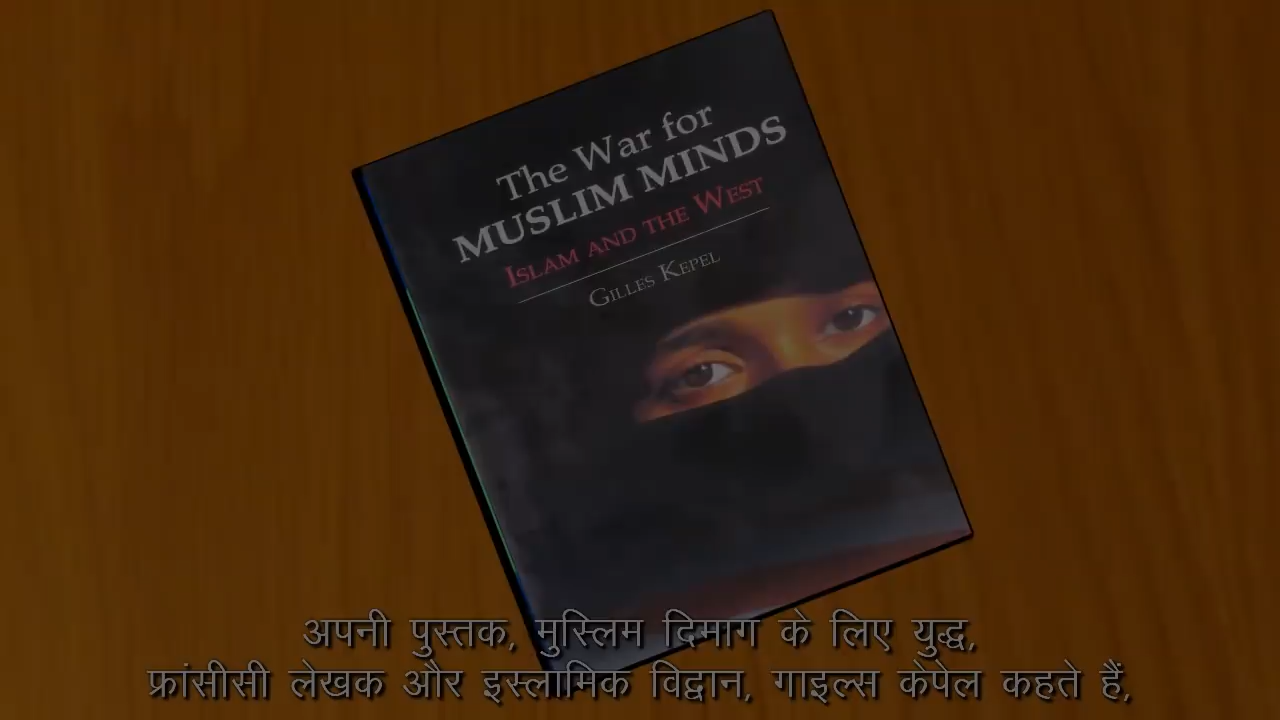 The War for
MUSLIM MINDS
ISLAM AND THE WEST
GILLES KEPEL
अपनी पुस्तक, मुस्लिम दिमाग के लिए युद्ध,
फ्रांसीसी लेखक और इस्लामिक विद्वान, गाइल्स केपेल कहते हैं,